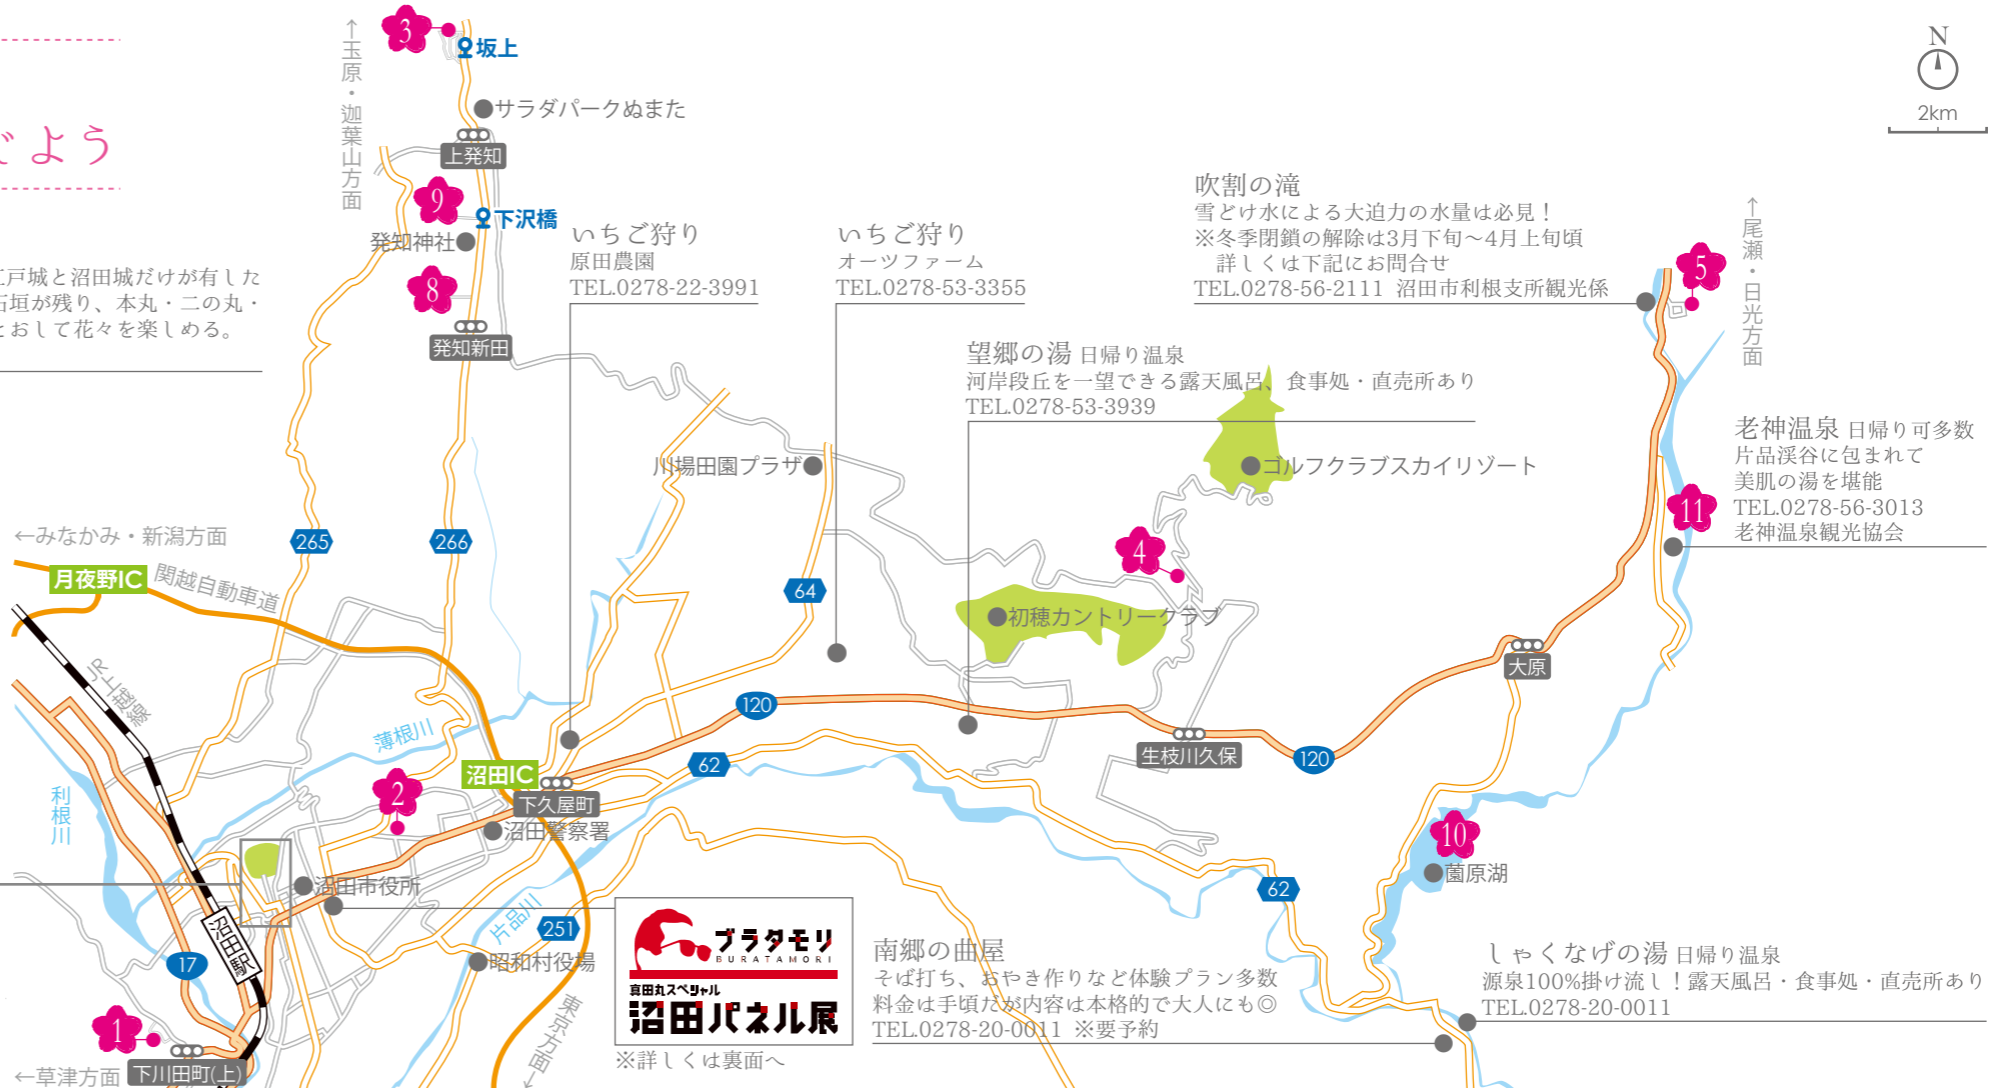 でよう
江戸城と沼田城だけが有した
石垣が残り、本丸・二の丸・
とおして花々を楽しめる。
↑玉原・迦葉山方面
3
坂上
サラダパークぬまた
上発知
9
下沢橋
発知神社
8
発知新田
いちご狩り
原田農園
TEL.0278-22-3991
いちご狩り
オーツファーム
TEL.0278-53-3355
吹割の滝
雪どけ水による大迫力の水量は必見！
※冬季閉鎖の解除は3月下旬〜4月上旬頃
詳しくは下記にお問合せ
TEL.0278-56-2111 沼田市利根支所観光係
N
2km
5
↑尾瀬・日光方面
望郷の湯 日帰り温泉
河岸段丘を一望できる露天風呂、食事処・直売所あり
TEL.0278-53-3939
川場田園プラザ
ゴルフクラブスカイリゾート
老神温泉 日帰り可多数
片品渓谷に包まれて
美肌の湯を堪能
TEL.0278-56-3013
老神温泉観光協会
11
←みなかみ・新潟方面
265
266
月夜野IC
関越自動車道
64
4
初穂カントリークラブ
JR上越線
120
大原
薄根川
62
生枝川久保
120
沼田IC
下久屋町
2
利根川
沼田警察署
10
薗原湖
沼田市役所
62
片品川
251
沼田駅
17
昭和村役場
ブラタモリ
BURATAMORI
真田丸スペシャル
沼田パネル展
※詳しくは裏面へ
南郷の曲屋
そば打ち、おやき作りなど体験プラン多数
料金は手頃だが内容は本格的で大人にも◎
TEL.0278-20-0011 ※要予約
しゃくなげの湯 日帰り温泉
源泉100%掛け流し！露天風呂・食事処・直売所あり
TEL.0278-20-0011
東京方面→
1
下川田町(上)
←草津方面